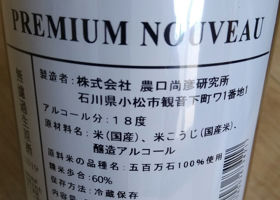 PREMIUM NOUVEAU
製造者：株式会社 農口尚彦研究所
石川県小松市観音下町ワ1番地1
アルコール分：18度
原材料名：米(国産)、米こうじ(国産米)、
醸造アルコール
原料米の品種名：五百万石100%使用
精米歩合：60%
保存方法：冷蔵保存